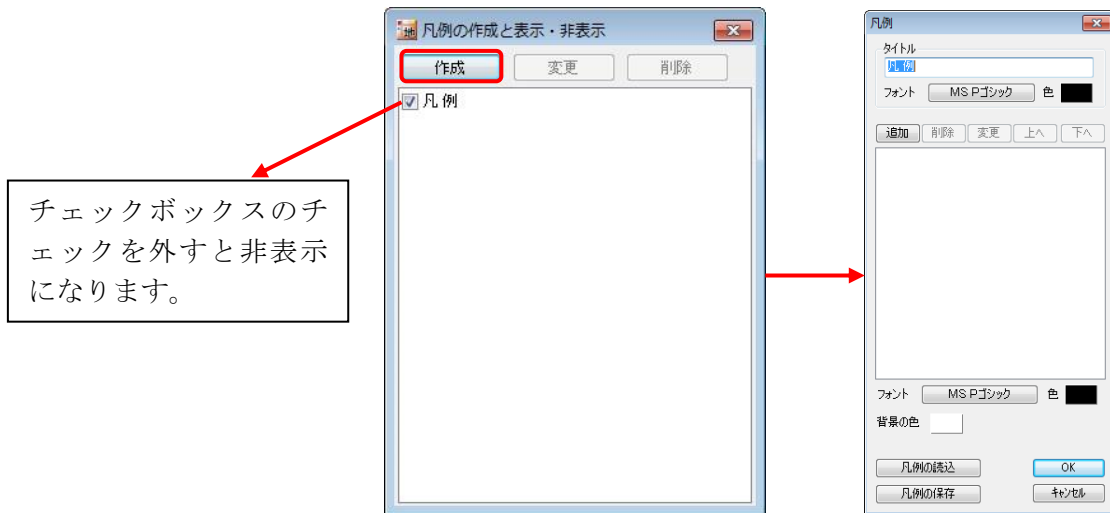 凡例の作成と表示・非表示
作成 変更 削除
凡 例
チェックボックスのチ
ェックを外すと非表示
になります。
凡例
タイトル
凡 例
フォント MS Pゴシック 色
追加 削除 変更 上へ 下へ
フォント MS Pゴシック 色
背景の色
凡例の読込 OK
凡例の保存 キャンセル